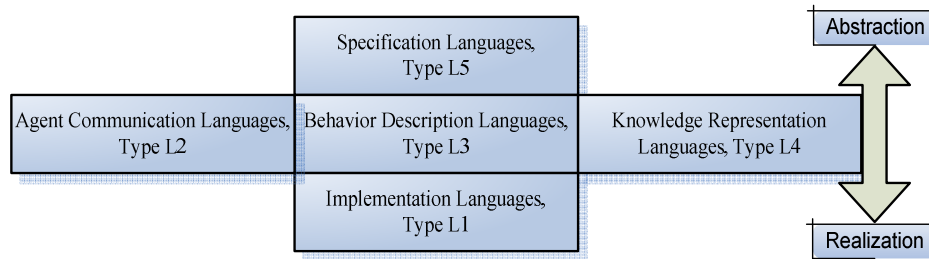 Specification Languages,
Type L5
Abstraction
Agent Communication Languages,
Type L2
Behavior Description Languages,
Type L3
Knowledge Representation
Languages, Type L4
Implementation Languages,
Type L1
Realization